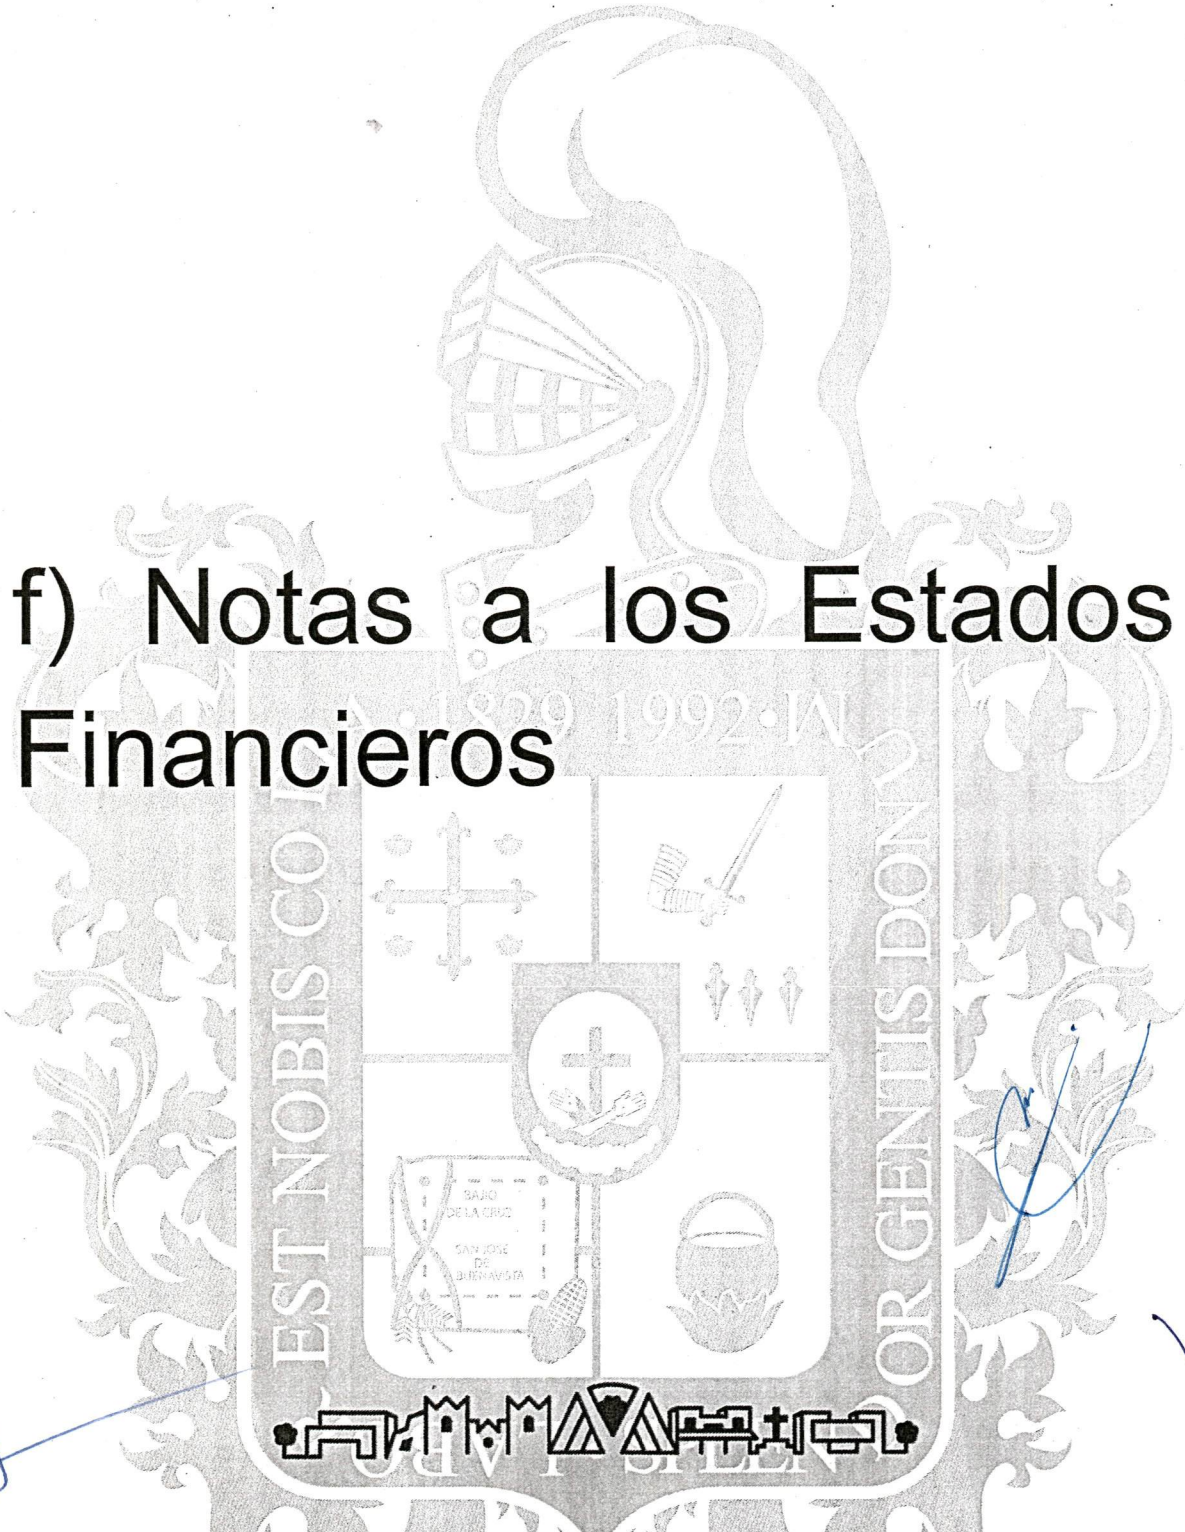 f) Notas a los Estados
Financieros
1829 1992
EST NOBIS CO
OR GENTIS DON
BAJIO
DE LA CRUZ
SAN JOSE
DE
BUENAVISTA